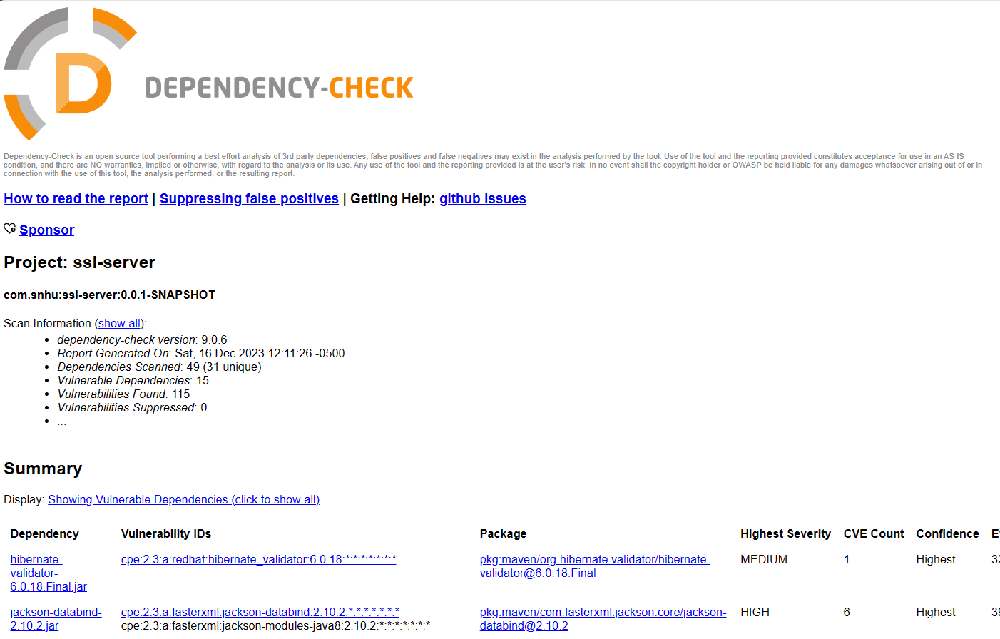 D
DEPENDENCY-CHECK
Dependency-Check is an open source tool performing a best effort analysis of 3rd party dependencies; false positives and false negatives may exist in the analysis performed by the tool. Use of the tool and the reporting provided constitutes acceptance for use in an AS IS
condition, and there are NO warranties, implied or otherwise, with regard to the analysis or its use. Any use of the tool and the reporting provided is at the user's risk. In no event shall the copyright holder or OWASP be held liable for any damages whatsoever arising out of or in
connection with the use of this tool, the analysis performed, or the resulting report.
How to read the report | Suppressing false positives | Getting Help: github issues
Sponsor
Project: ssl-server
com.snhu:ssl-server:0.0.1-SNAPSHOT
Scan Information (show all):
• dependency-check version: 9.0.6
• Report Generated On: Sat, 16 Dec 2023 12:11:26 -0500
• Dependencies Scanned: 49 (31 unique)
• Vulnerable Dependencies: 15
• Vulnerabilities Found: 115
• Vulnerabilities Suppressed: 0
• ...
Summary
Display: Showing Vulnerable Dependencies (click to show all)
Dependency Vulnerability IDs Package Highest Severity CVE Count Confidence
hibernate- cpe:2.3:a:redhat:hibernate_validator:6.0.18:*:*:*:*:*:*:* pkg:maven/org.hibernate.validator/hibernate- MEDIUM 1 Highest 32
validator- validator@6.0.18.Final
6.0.18.Final.jar
jackson-databind- cpe:2.3:a:fasterxml:jackson-databind:2.10.2:*:*:*:*:*:*:* pkg:maven/com.fasterxml.jackson.core/jackson- HIGH 6 Highest 39
2.10.2.jar cpe:2.3:a:fasterxml:jackson-modules-java8:2.10.2:*:*:*:*:*:*:* databind@2.10.2